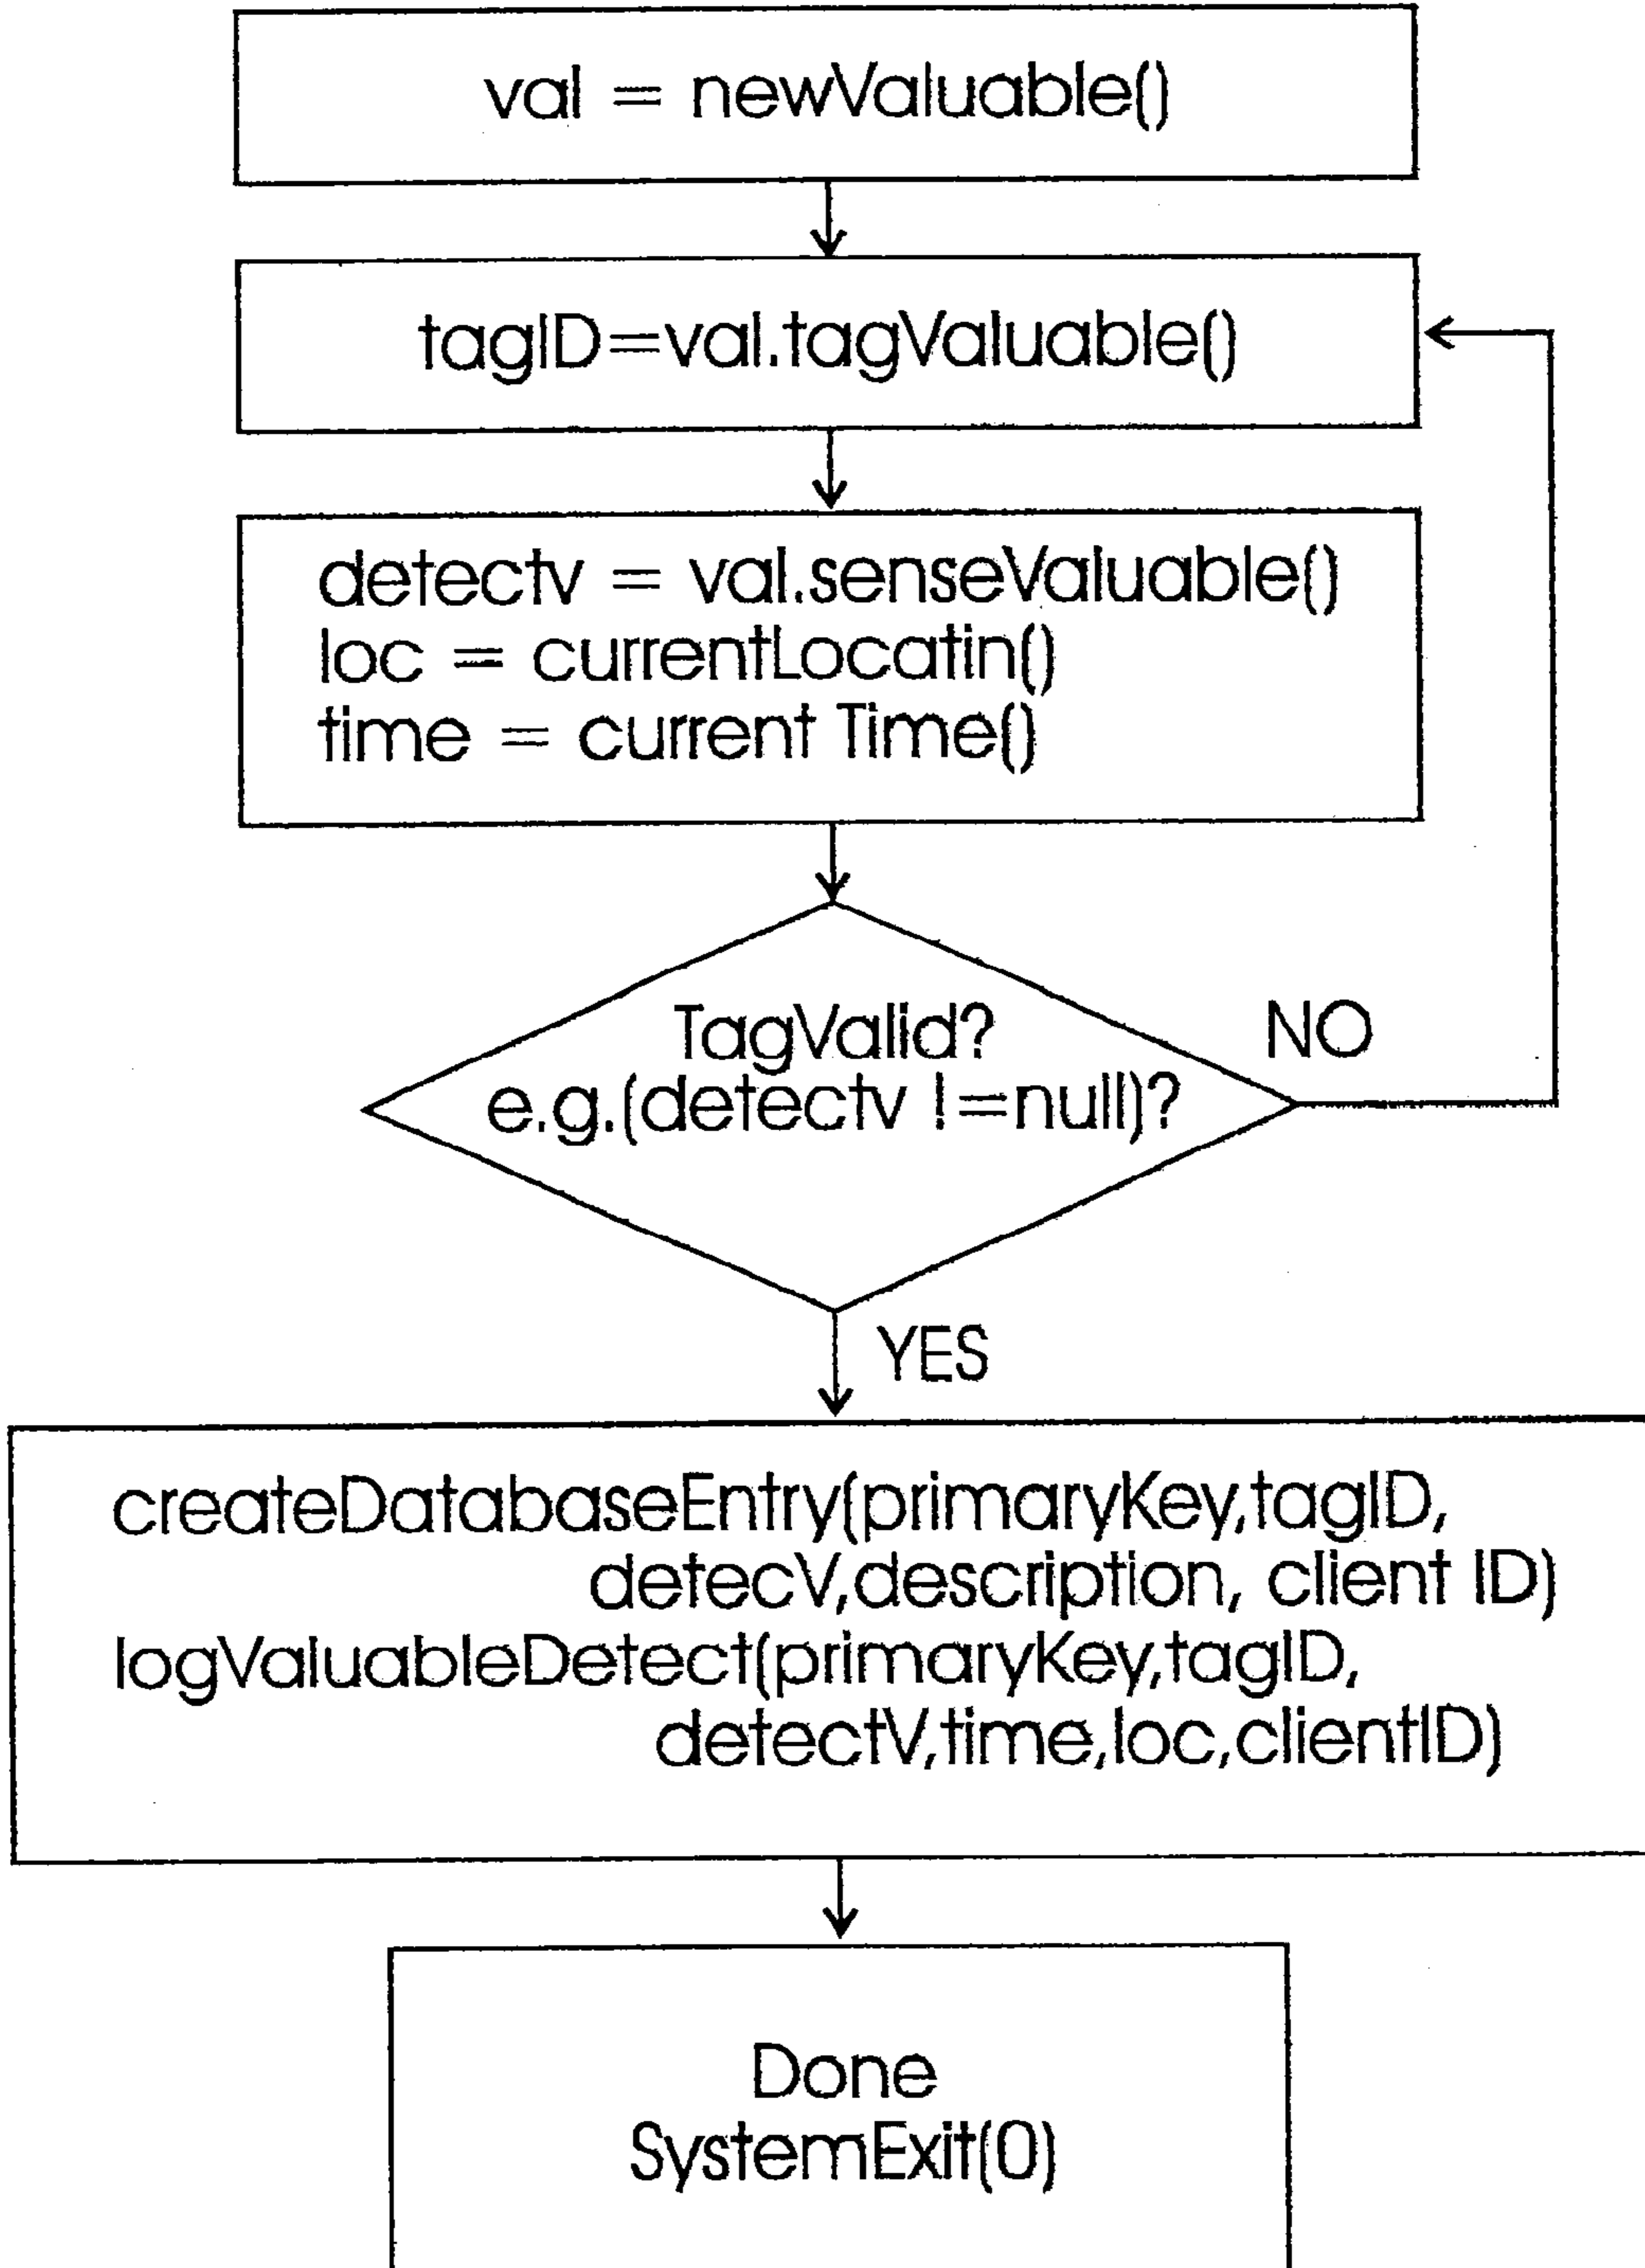 val = newValuable()
tagID=val.tagValuable()
detectv = val.senseValuable()
loc = currentLocatin()
time = current Time()
TagValid?
e.g.(detectv !=null)?
NO
YES
createDatabaseEntry(primaryKey,tagID,
detecV,description, client ID)
logValuableDetect(primaryKey,tagID,
detectV,time,loc,clientID)
Done
SystemExit(0)